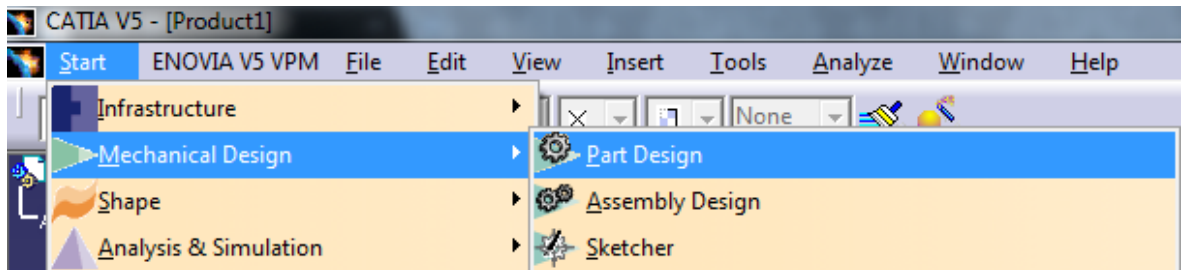 CATIA V5 - [Product1]
Start ENOVIA V5 VPM File Edit View Insert Tools Analyze Window Help
Infrastructure
None
Mechanical Design
Part Design
Shape
Assembly Design
Analysis & Simulation
Sketcher